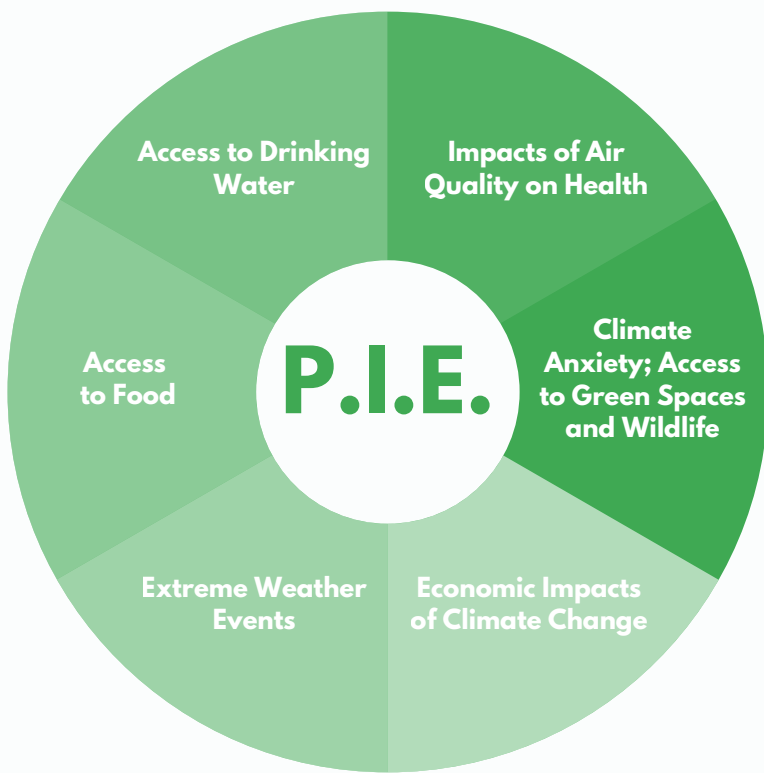 Access to Drinking
Water
Impacts of Air
Quality on Health
Access
to Food
P.I.E.
Climate
Anxiety; Access
to Green Spaces
and Wildlife
Extreme Weather
Events
Economic Impacts
of Climate Change